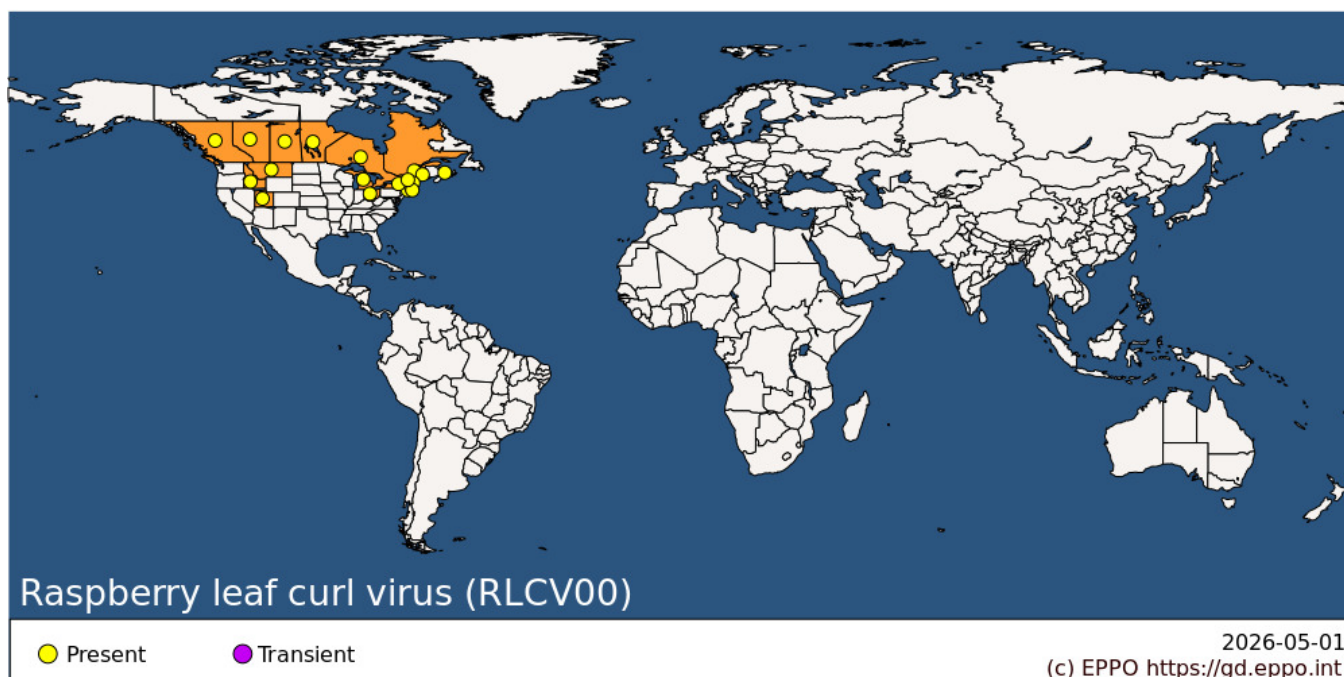 Raspberry leaf curl virus (RLCV00)
Present
Transient
2026-05-01
(c) EPPO https://gd.eppo.int